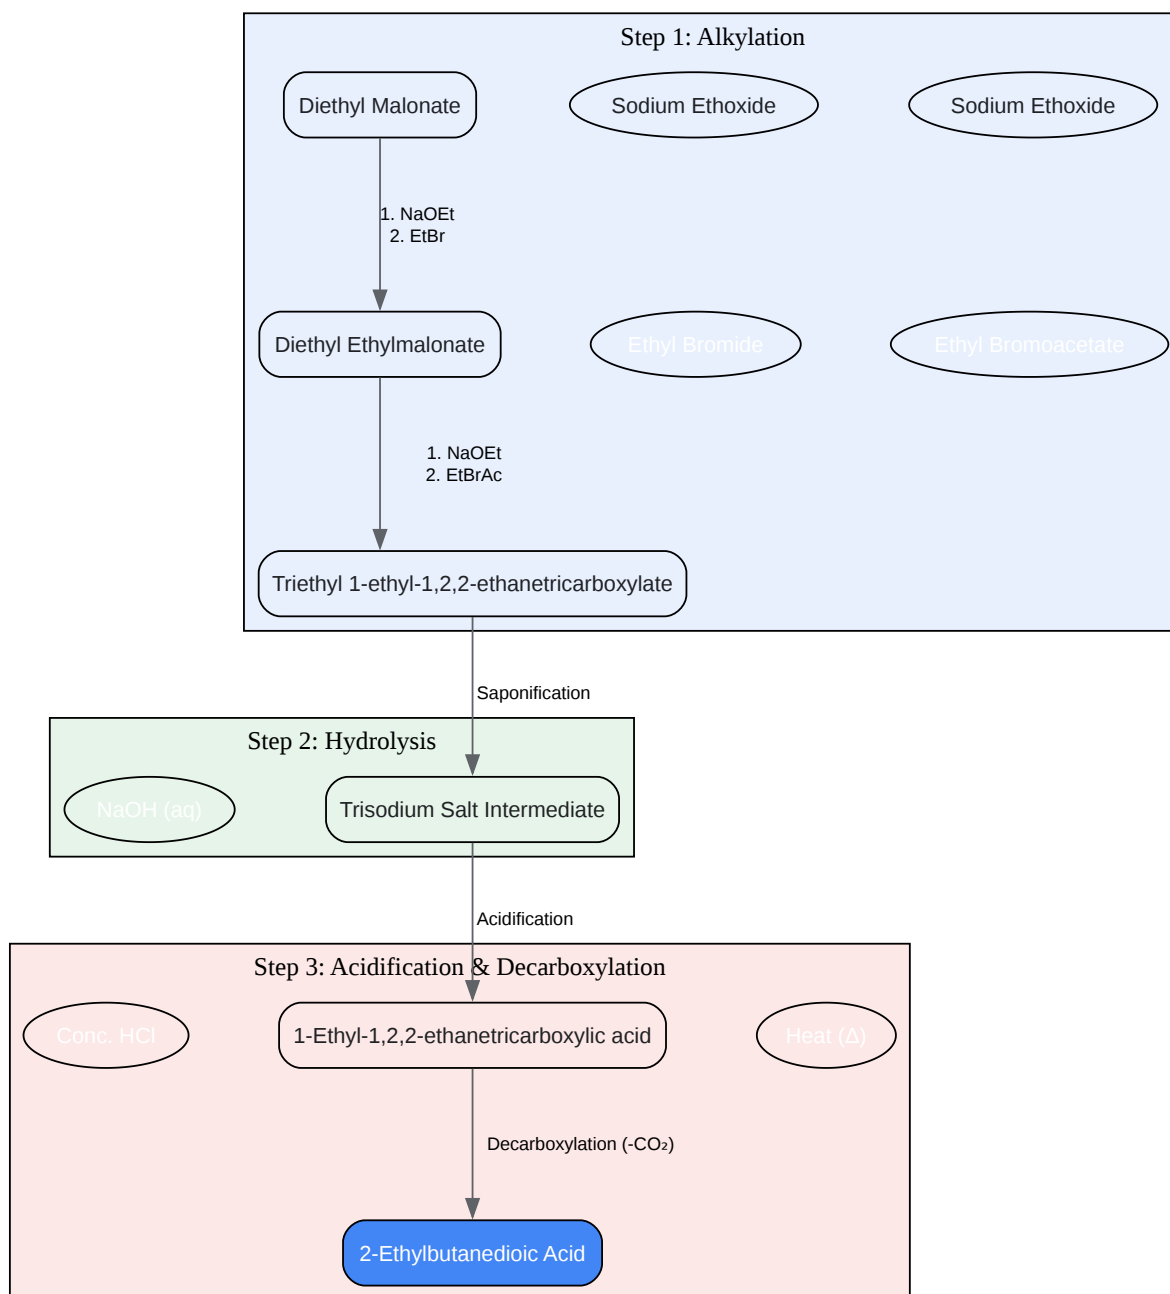 Step 1: Alkylation
Diethyl Malonate
Sodium Ethoxide
Sodium Ethoxide
1. NaOEt
2. EtBr
Diethyl Ethylmalonate
Ethyl Bromide
Ethyl Bromoacetate
1. NaOEt
2. EtBrAc
Triethyl 1-ethyl-1,2,2-ethanetricarboxylate
Saponification
Step 2: Hydrolysis
NaOH (aq)
Trisodium Salt Intermediate
Acidification
Step 3: Acidification & Decarboxylation
Conc. HCl
1-Ethyl-1,2,2-ethanetricarboxylic acid
Heat (Δ)
Decarboxylation (-CO₂)
2-Ethylbutanedioic Acid